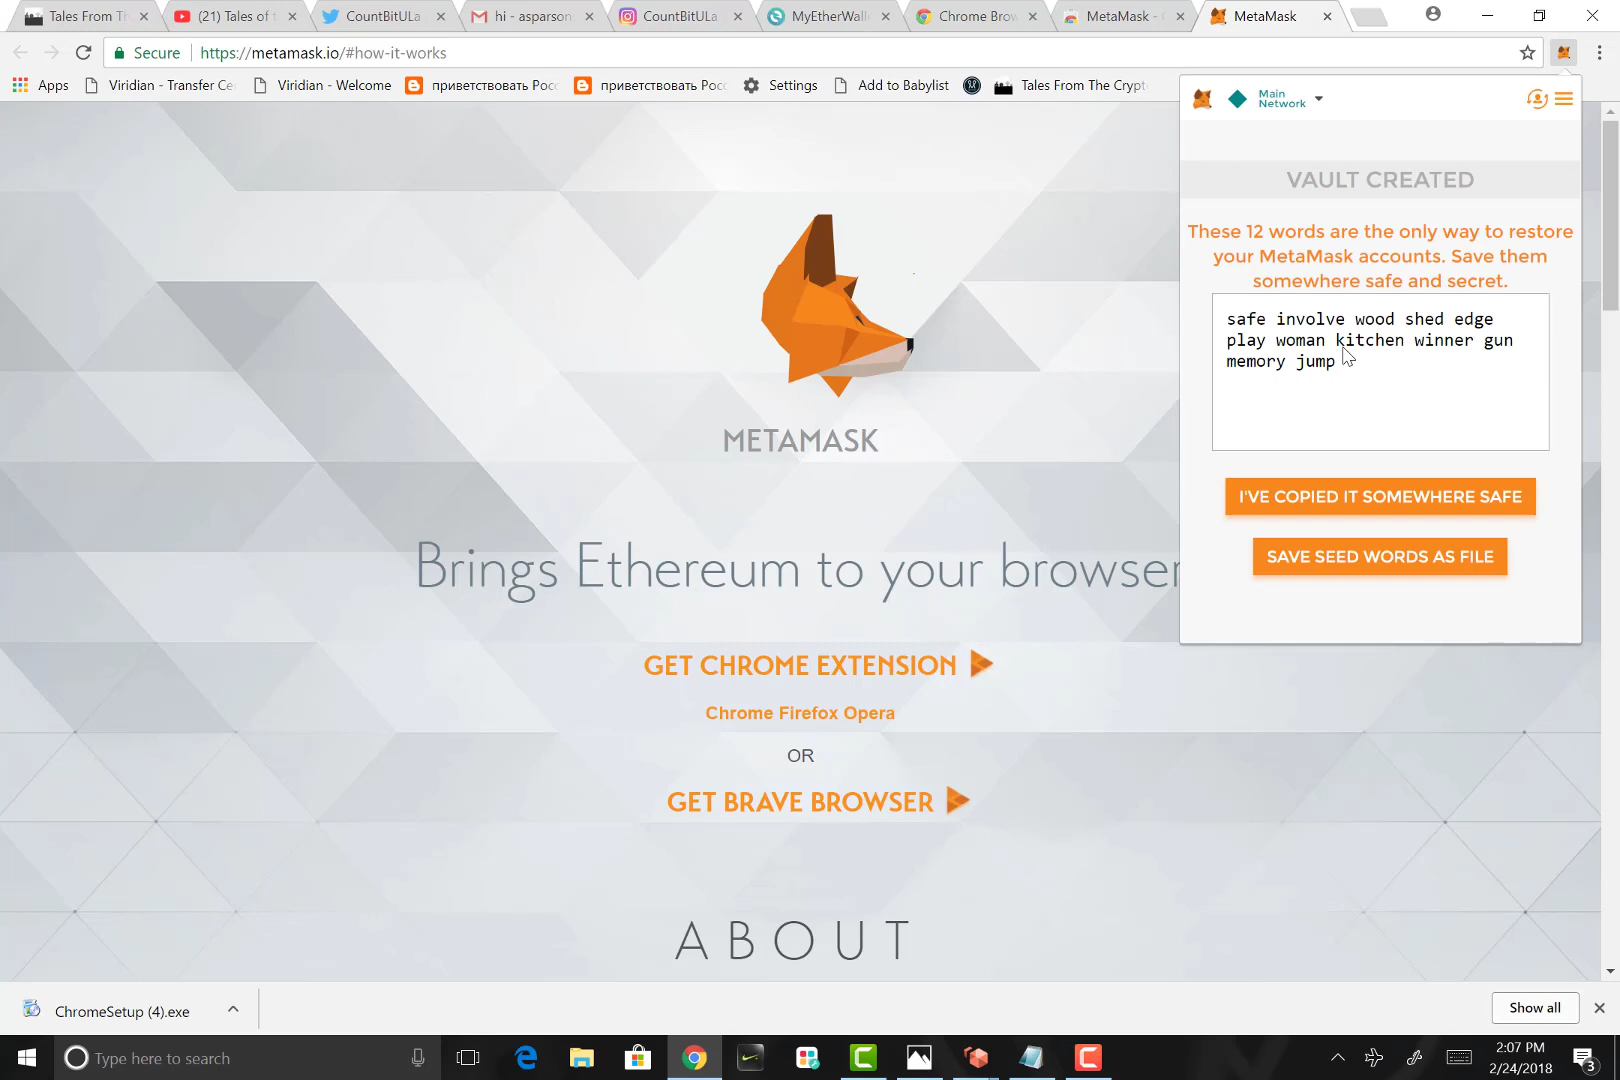 Tales From Th
(21) Tales of t
CountBitULa
hi - asparson
CountBitULa
MyEtherWalle
Chrome Brow
MetaMask - C
MetaMask
Secure
https://metamask.io/#how-it-works
Apps
Viridian - Transfer Ce
Viridian - Welcome
приветствовать Росс
приветствовать Росс
Settings
Add to Babylist
Tales From The Crypt
Main
Network
VAULT CREATED
These 12 words are the only way to restore
your MetaMask accounts. Save them
somewhere safe and secret.
safe involve wood shed edge
play woman kitchen winner gun
memory jump
I'VE COPIED IT SOMEWHERE SAFE
SAVE SEED WORDS AS FILE
METAMASK
Brings Ethereum to your browser
GET CHROME EXTENSION
Chrome Firefox Opera
OR
GET BRAVE BROWSER
ABOUT
ChromeSetup (4).exe
Show all
Type here to search
2:07 PM
2/24/2018
3